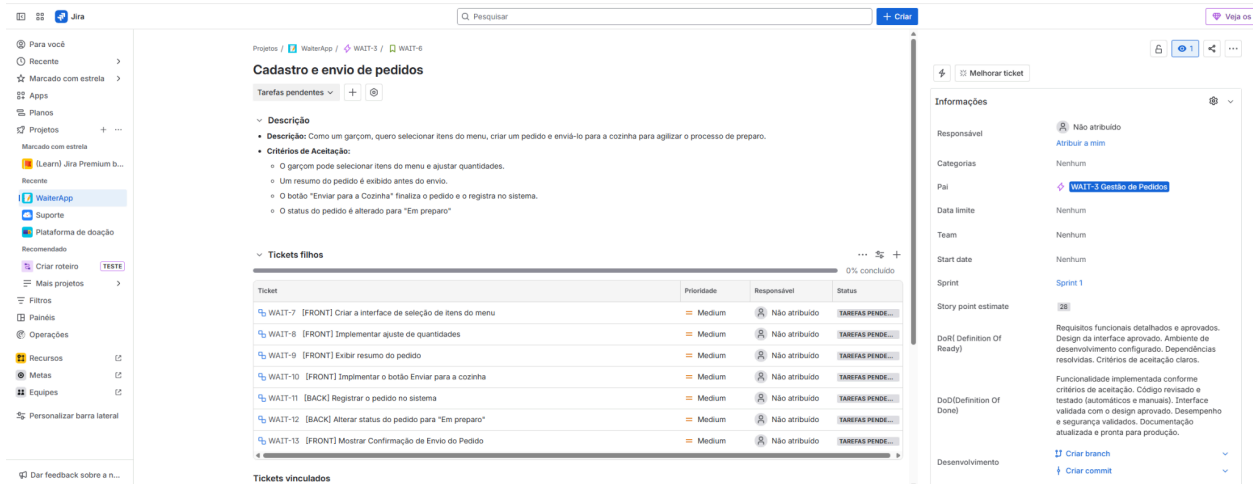 Jira
Pesquisar
+ Criar
Veja os
Para você
Recente
Marcado com estrela
Apps
Planos
Projetos
Marcado com estrela
(Learn) Jira Premium b...
Recente
WaiterApp
Suporte
Plataforma de doação
Recomendado
Criar roteiro TESTE
Mais projetos
Filtros
Painéis
Operações
Recursos
Metas
Equipes
Personalizar barra lateral
Dar feedback sobre a n...
Projetos / WaiterApp / WAIT-3 / WAIT-6
Cadastro e envio de pedidos
Tarefas pendentes
Descrição
Descrição: Como um garçom, quero selecionar itens do menu, criar um pedido e enviá-lo para a cozinha para agilizar o processo de preparo.
Critérios de Aceitação:
O garçom pode selecionar itens do menu e ajustar quantidades.
Um resumo do pedido é exibido antes do envio.
O botão "Enviar para a Cozinha" finaliza o pedido e o registra no sistema.
O status do pedido é alterado para "Em preparo"
Tickets filhos
0% concluído
Ticket Prioridade Responsável Status
WAIT-7 [FRONT] Criar a interface de seleção de itens do menu Medium Não atribuído TAREFAS PENDE...
WAIT-8 [FRONT] Implementar ajuste de quantidades Medium Não atribuído TAREFAS PENDE...
WAIT-9 [FRONT] Exibir resumo do pedido Medium Não atribuído TAREFAS PENDE...
WAIT-10 [FRONT] Implmentar o botão Enviar para a cozinha Medium Não atribuído TAREFAS PENDE...
WAIT-11 [BACK] Registrar o pedido no sistema Medium Não atribuído TAREFAS PENDE...
WAIT-12 [BACK] Alterar status do pedido para "Em preparo" Medium Não atribuído TAREFAS PENDE...
WAIT-13 [FRONT] Mostrar Confirmação de Envio do Pedido Medium Não atribuído TAREFAS PENDE...
Tickets vinculados
1
Melhorar ticket
Informações
Responsável Não atribuído
Atribuir a mim
Categorias Nenhum
Pai WAIT-3 Gestão de Pedidos
Data limite Nenhum
Team Nenhum
Start date Nenhum
Sprint Sprint 1
Story point estimate 28
DoR( Definition Of
Ready)
Requisitos funcionais detalhados e aprovados.
Design da interface aprovado. Ambiente de
desenvolvimento configurado. Dependências
resolvidas. Critérios de aceitação claros.
DoD(Definition Of
Done)
Funcionalidade implementada conforme
critérios de aceitação. Código revisado e
testado (automáticos e manuais). Interface
validada com o design aprovado. Desempenho
e segurança validados. Documentação
atualizada e pronta para produção.
Desenvolvimento
Criar branch
Criar commit